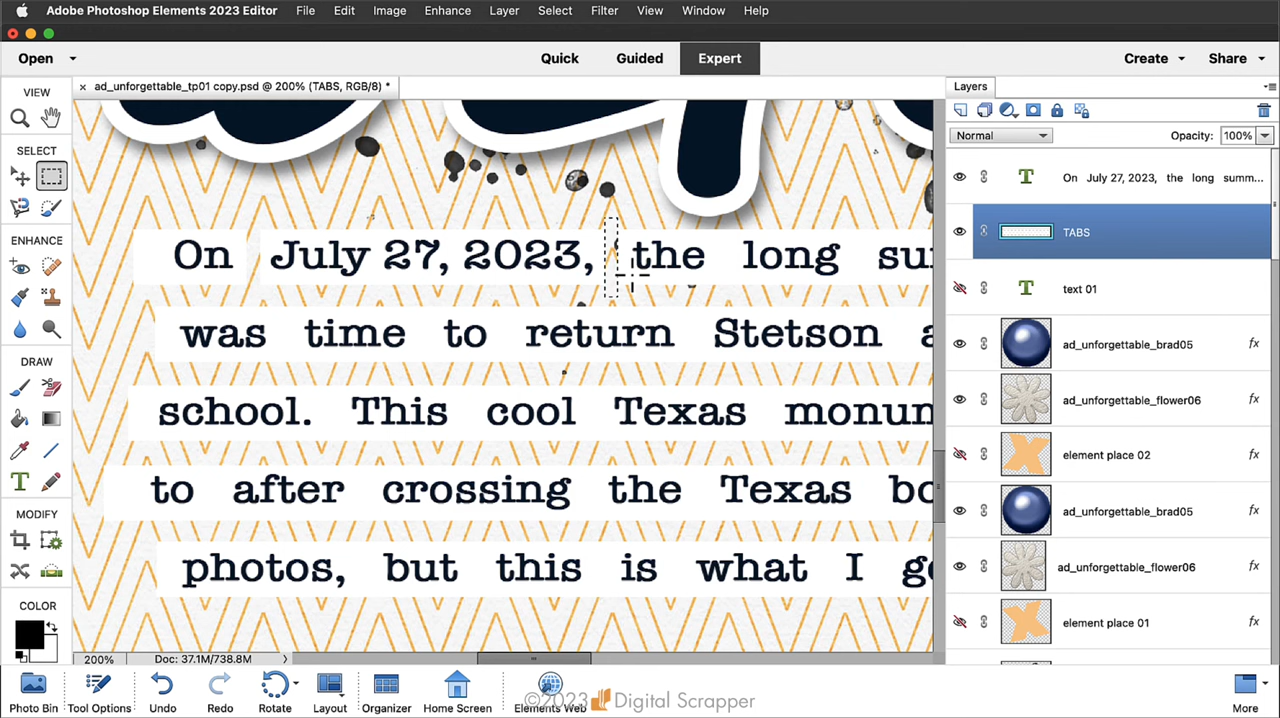 Adobe Photoshop Elements 2023 Editor File Edit Image Enhance Layer Select Filter View Window Help
Open Quick Guided Expert Create Share
VIEW
ad_unforgettable_tp01 copy.psd @ 200% (TABS, RGB/8) *
Layers
Normal Opacity: 100%
SELECT
On July 27, 2023, the long summ...
TABS
ENHANCE
text 01
ad_unforgettable_brad05
DRAW
ad_unforgettable_flower06
element place 02
ad_unforgettable_brad05
MODIFY
ad_unforgettable_flower06
COLOR
element place 01
On July 27, 2023, the long su
was time to return Stetson a
school. This cool Texas monum
to after crossing the Texas bo
photos, but this is what I g
200% Doc: 37.1M/738.8M
Photo Bin Tool Options Undo Redo Rotate Layout Organizer Home Screen Elements Web More
©2023 Digital Scrapper